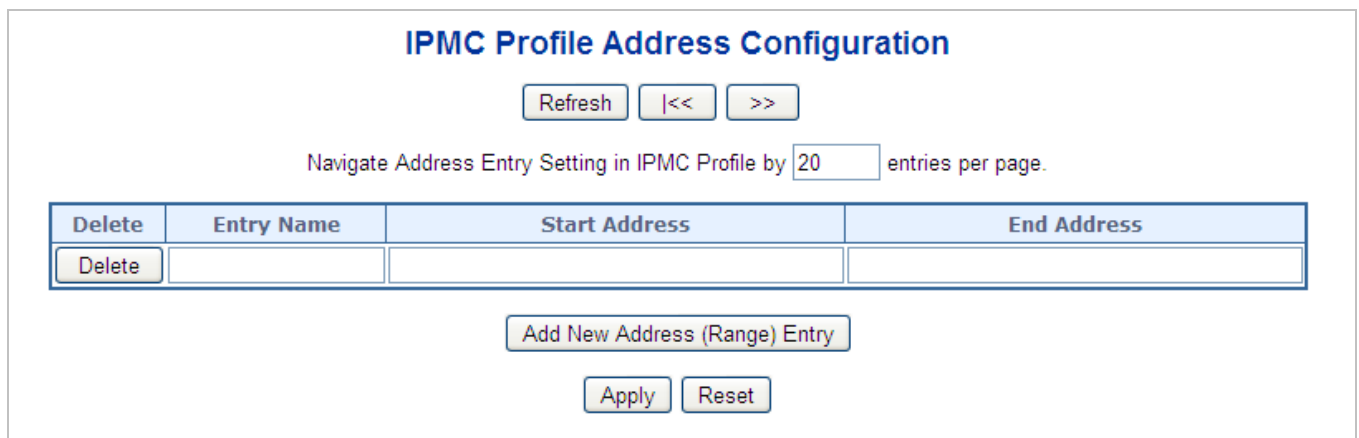 IPMC Profile Address Configuration
Refresh |<< >>
Navigate Address Entry Setting in IPMC Profile by 20 entries per page.
Delete Entry Name Start Address End Address
Delete
Add New Address (Range) Entry
Apply Reset